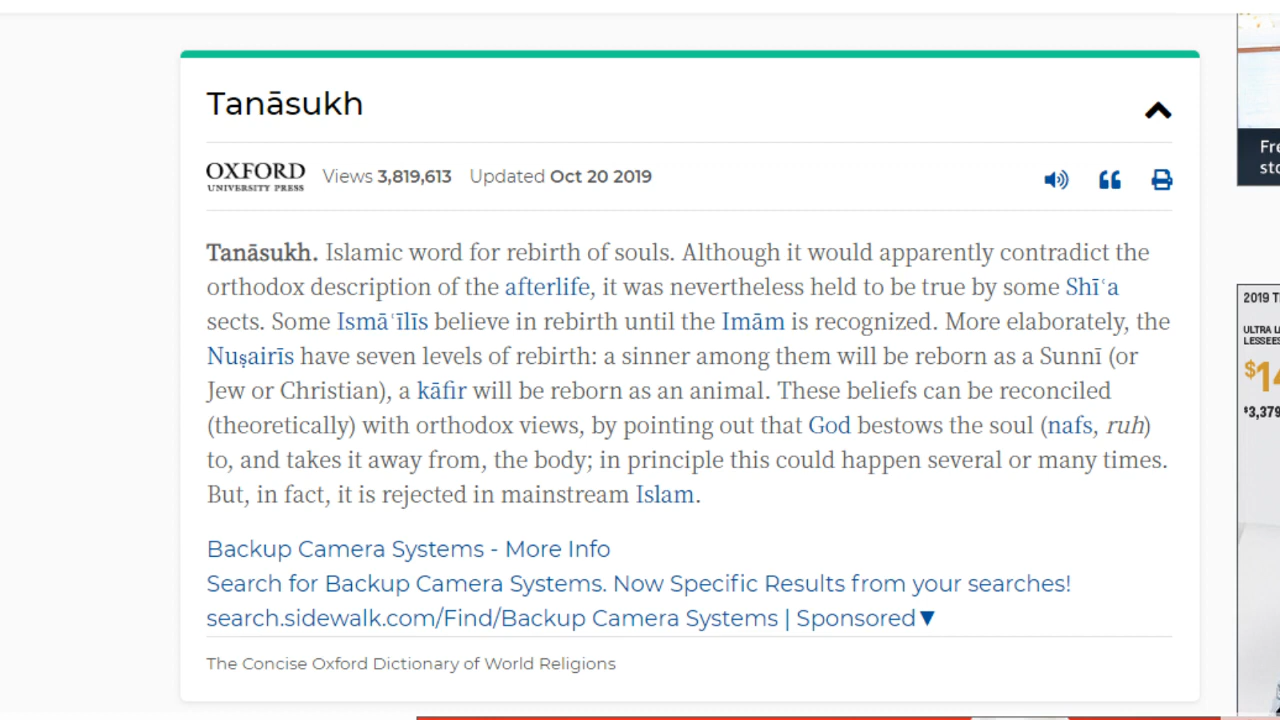 Tanāsukh
OXFORD
UNIVERSITY PRESS
Views 3,819,613 Updated Oct 20 2019
Tanāsukh. Islamic word for rebirth of souls. Although it would apparently contradict the
orthodox description of the afterlife, it was nevertheless held to be true by some Shīʿa
sects. Some Ismāʿīlīs believe in rebirth until the Imām is recognized. More elaborately, the
Nuṣairīs have seven levels of rebirth: a sinner among them will be reborn as a Sunnī (or
Jew or Christian), a kāfir will be reborn as an animal. These beliefs can be reconciled
(theoretically) with orthodox views, by pointing out that God bestows the soul (nafs, ruh)
to, and takes it away from, the body; in principle this could happen several or many times.
But, in fact, it is rejected in mainstream Islam.
Backup Camera Systems - More Info
Search for Backup Camera Systems. Now Specific Results from your searches!
search.sidewalk.com/Find/Backup Camera Systems | Sponsored▼
The Concise Oxford Dictionary of World Religions
2019
ULTRA